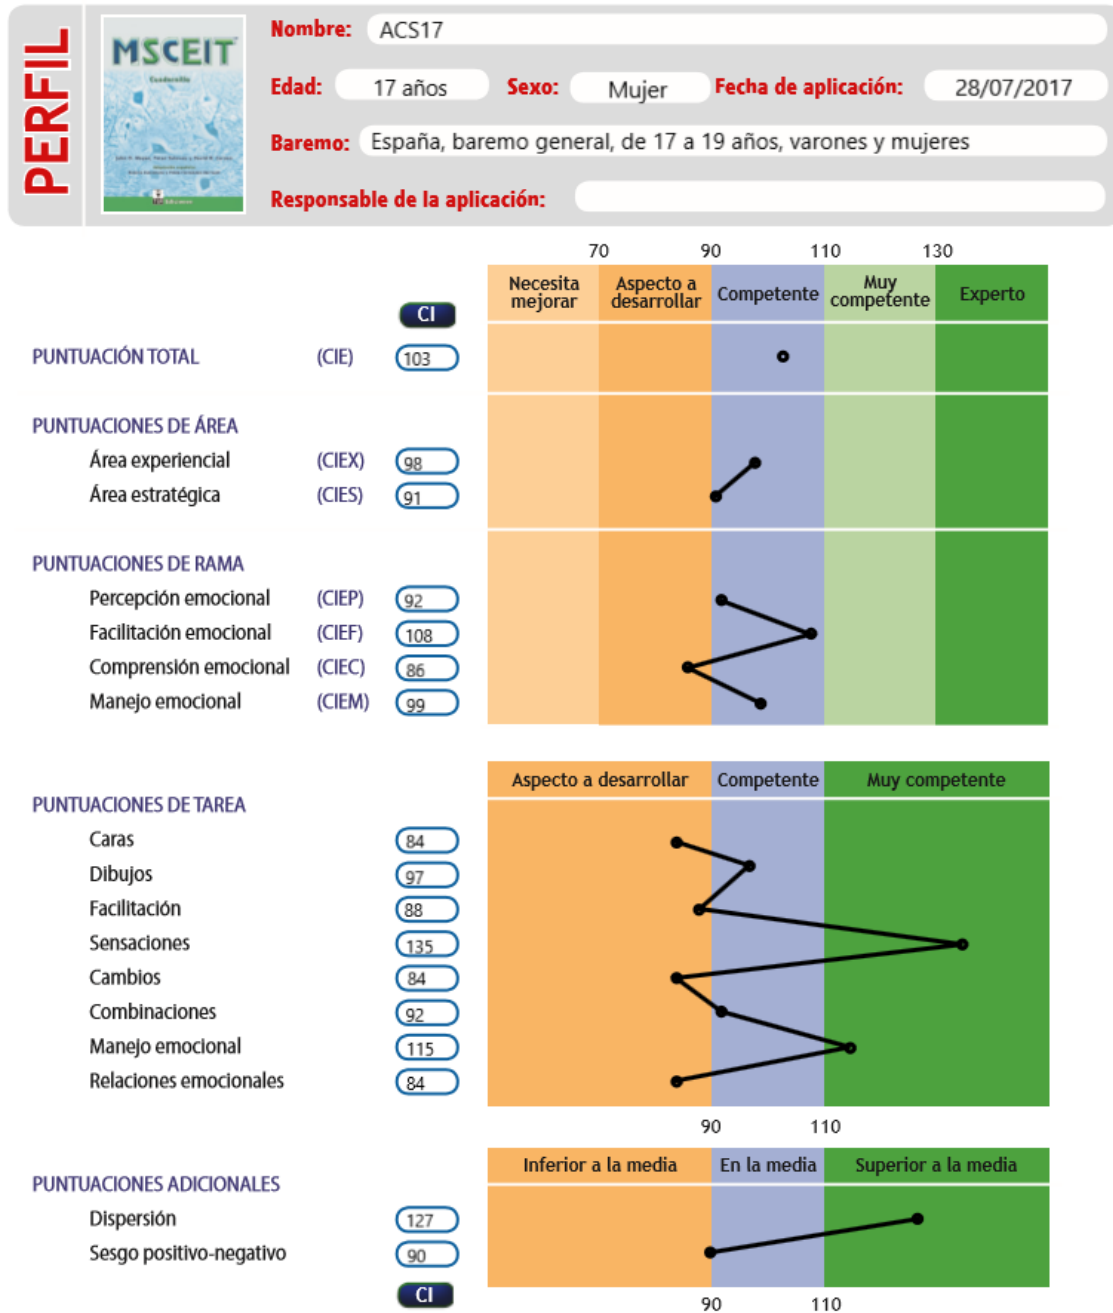 PERFIL
MSCEIT
Cuadernillo
Nombre: ACS17
Edad: 17 años Sexo: Mujer Fecha de aplicación: 28/07/2017
Baremo: España, baremo general, de 17 a 19 años, varones y mujeres
Responsable de la aplicación:
70 90 110 130
CI Necesita mejorar Aspecto a desarrollar Competente Muy competente Experto
PUNTUACIÓN TOTAL (CIE) 103
PUNTUACIONES DE ÁREA
Área experiencial (CIEX) 98
Área estratégica (CIES) 91
PUNTUACIONES DE RAMA
Percepción emocional (CIEP) 92
Facilitación emocional (CIEF) 108
Comprensión emocional (CIEC) 86
Manejo emocional (CIEM) 99
Aspecto a desarrollar Competente Muy competente
PUNTUACIONES DE TAREA
Caras 84
Dibujos 97
Facilitación 88
Sensaciones 135
Cambios 84
Combinaciones 92
Manejo emocional 115
Relaciones emocionales 84
90 110
Inferior a la media En la media Superior a la media
PUNTUACIONES ADICIONALES
Dispersión 127
Sesgo positivo-negativo 90
CI
90 110